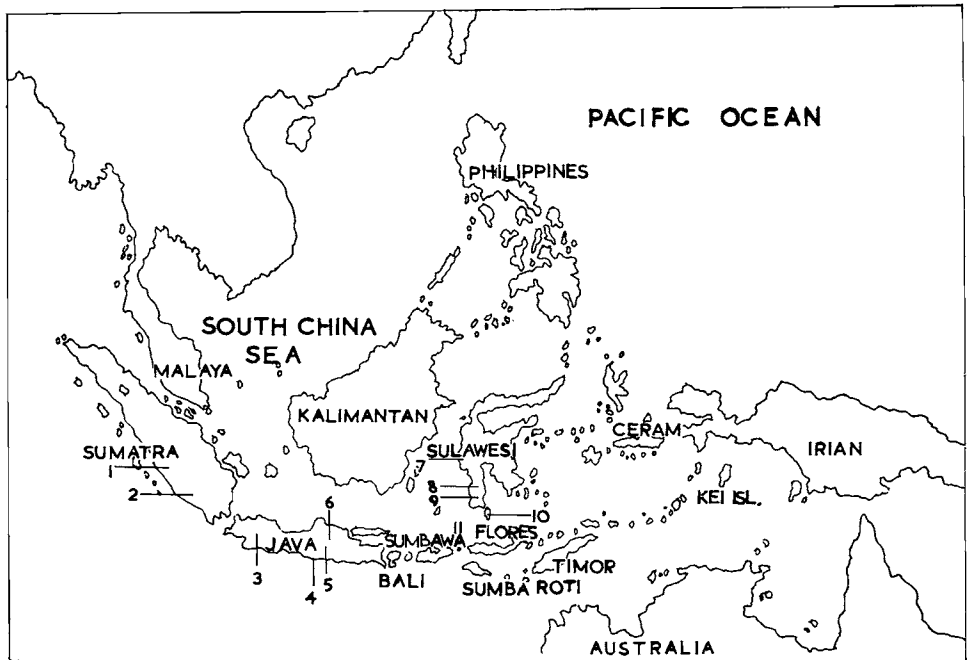 PACIFIC OCEAN
PHILIPPINES
SOUTH CHINA
SEA
MALAYA
KALIMANTAN
CERAM
SUMATRA
SULAWESI
IRIAN
1
7
2
8
KEI ISL.
9
6
10
11 FLORES
JAVA
SUMBAWA
TIMOR
BALI
3
5
SUMBA ROTI
4
AUSTRALIA